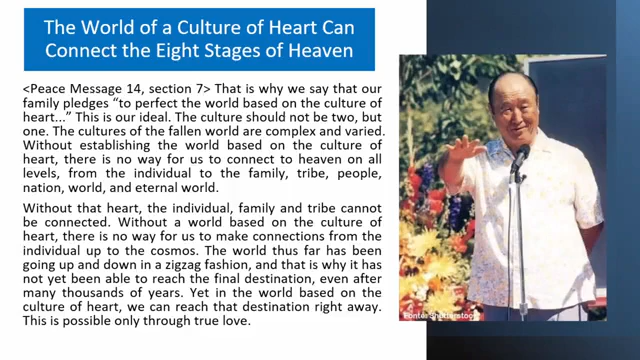 The World of a Culture of Heart Can
Connect the Eight Stages of Heaven
<Peace Message 14, section 7> That is why we say that our
family pledges “to perfect the world based on the culture of
heart...” This is our ideal. The culture should not be two, but
one. The cultures of the fallen world are complex and varied.
Without establishing the world based on the culture of
heart, there is no way for us to connect to heaven on all
levels, from the individual to the family, tribe, people,
nation, world, and eternal world.
Without that heart, the individual, family and tribe cannot
be connected. Without a world based on the culture of
heart, there is no way for us to make connections from the
individual up to the cosmos. The world thus far has been
going up and down in a zigzag fashion, and that is why it has
not yet been able to reach the final destination, even after
many thousands of years. Yet in the world based on the
culture of heart, we can reach that destination right away.
This is possible only through true love.
Fonte: Shutterstock